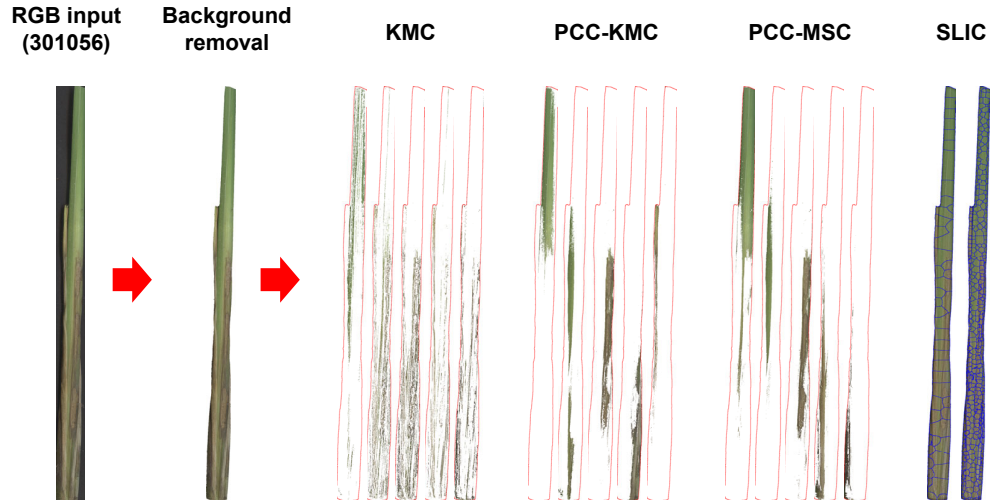 RGB input
(301056)
Background
removal
KMC
PCC-KMC
PCC-MSC
SLIC